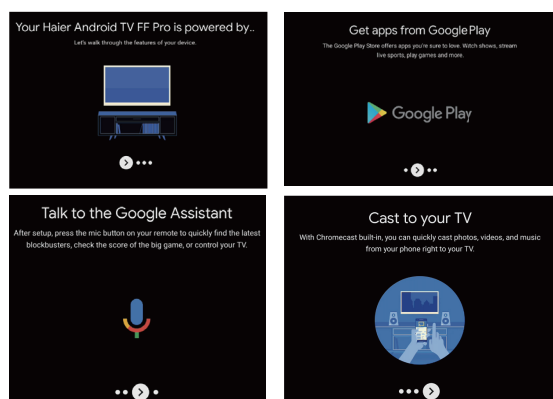 Your Haier Android TV FF Pro is powered by..
Let's walk through the features of your device.
Get apps from Google Play
The Google Play Store offers apps you're sure to love. Watch shows, stream
live sports, play games and more.
Google Play
Talk to the Google Assistant
After setup, press the mic button on your remote to quickly find the latest
blockbusters, check the score of the big game, or control your TV.
Cast to your TV
With Chromecast built-in, you can quickly cast photos, videos, and music
from your phone right to your TV.